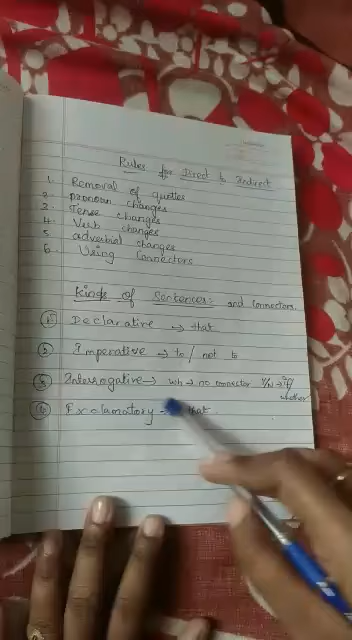 Rules for Direct to Indirect
1. Removal of quotes
2. pronoun changes
3. Tense changes
4. Verb changes
5. adverbial changes
6. Using Connectors
Kinds of Sentences: and connectors.
① Declarative → that
② Imperative → to/ not to
③ Interrogative → Wh → no connector Y/N → if/
whether
④ Exclamatory → that